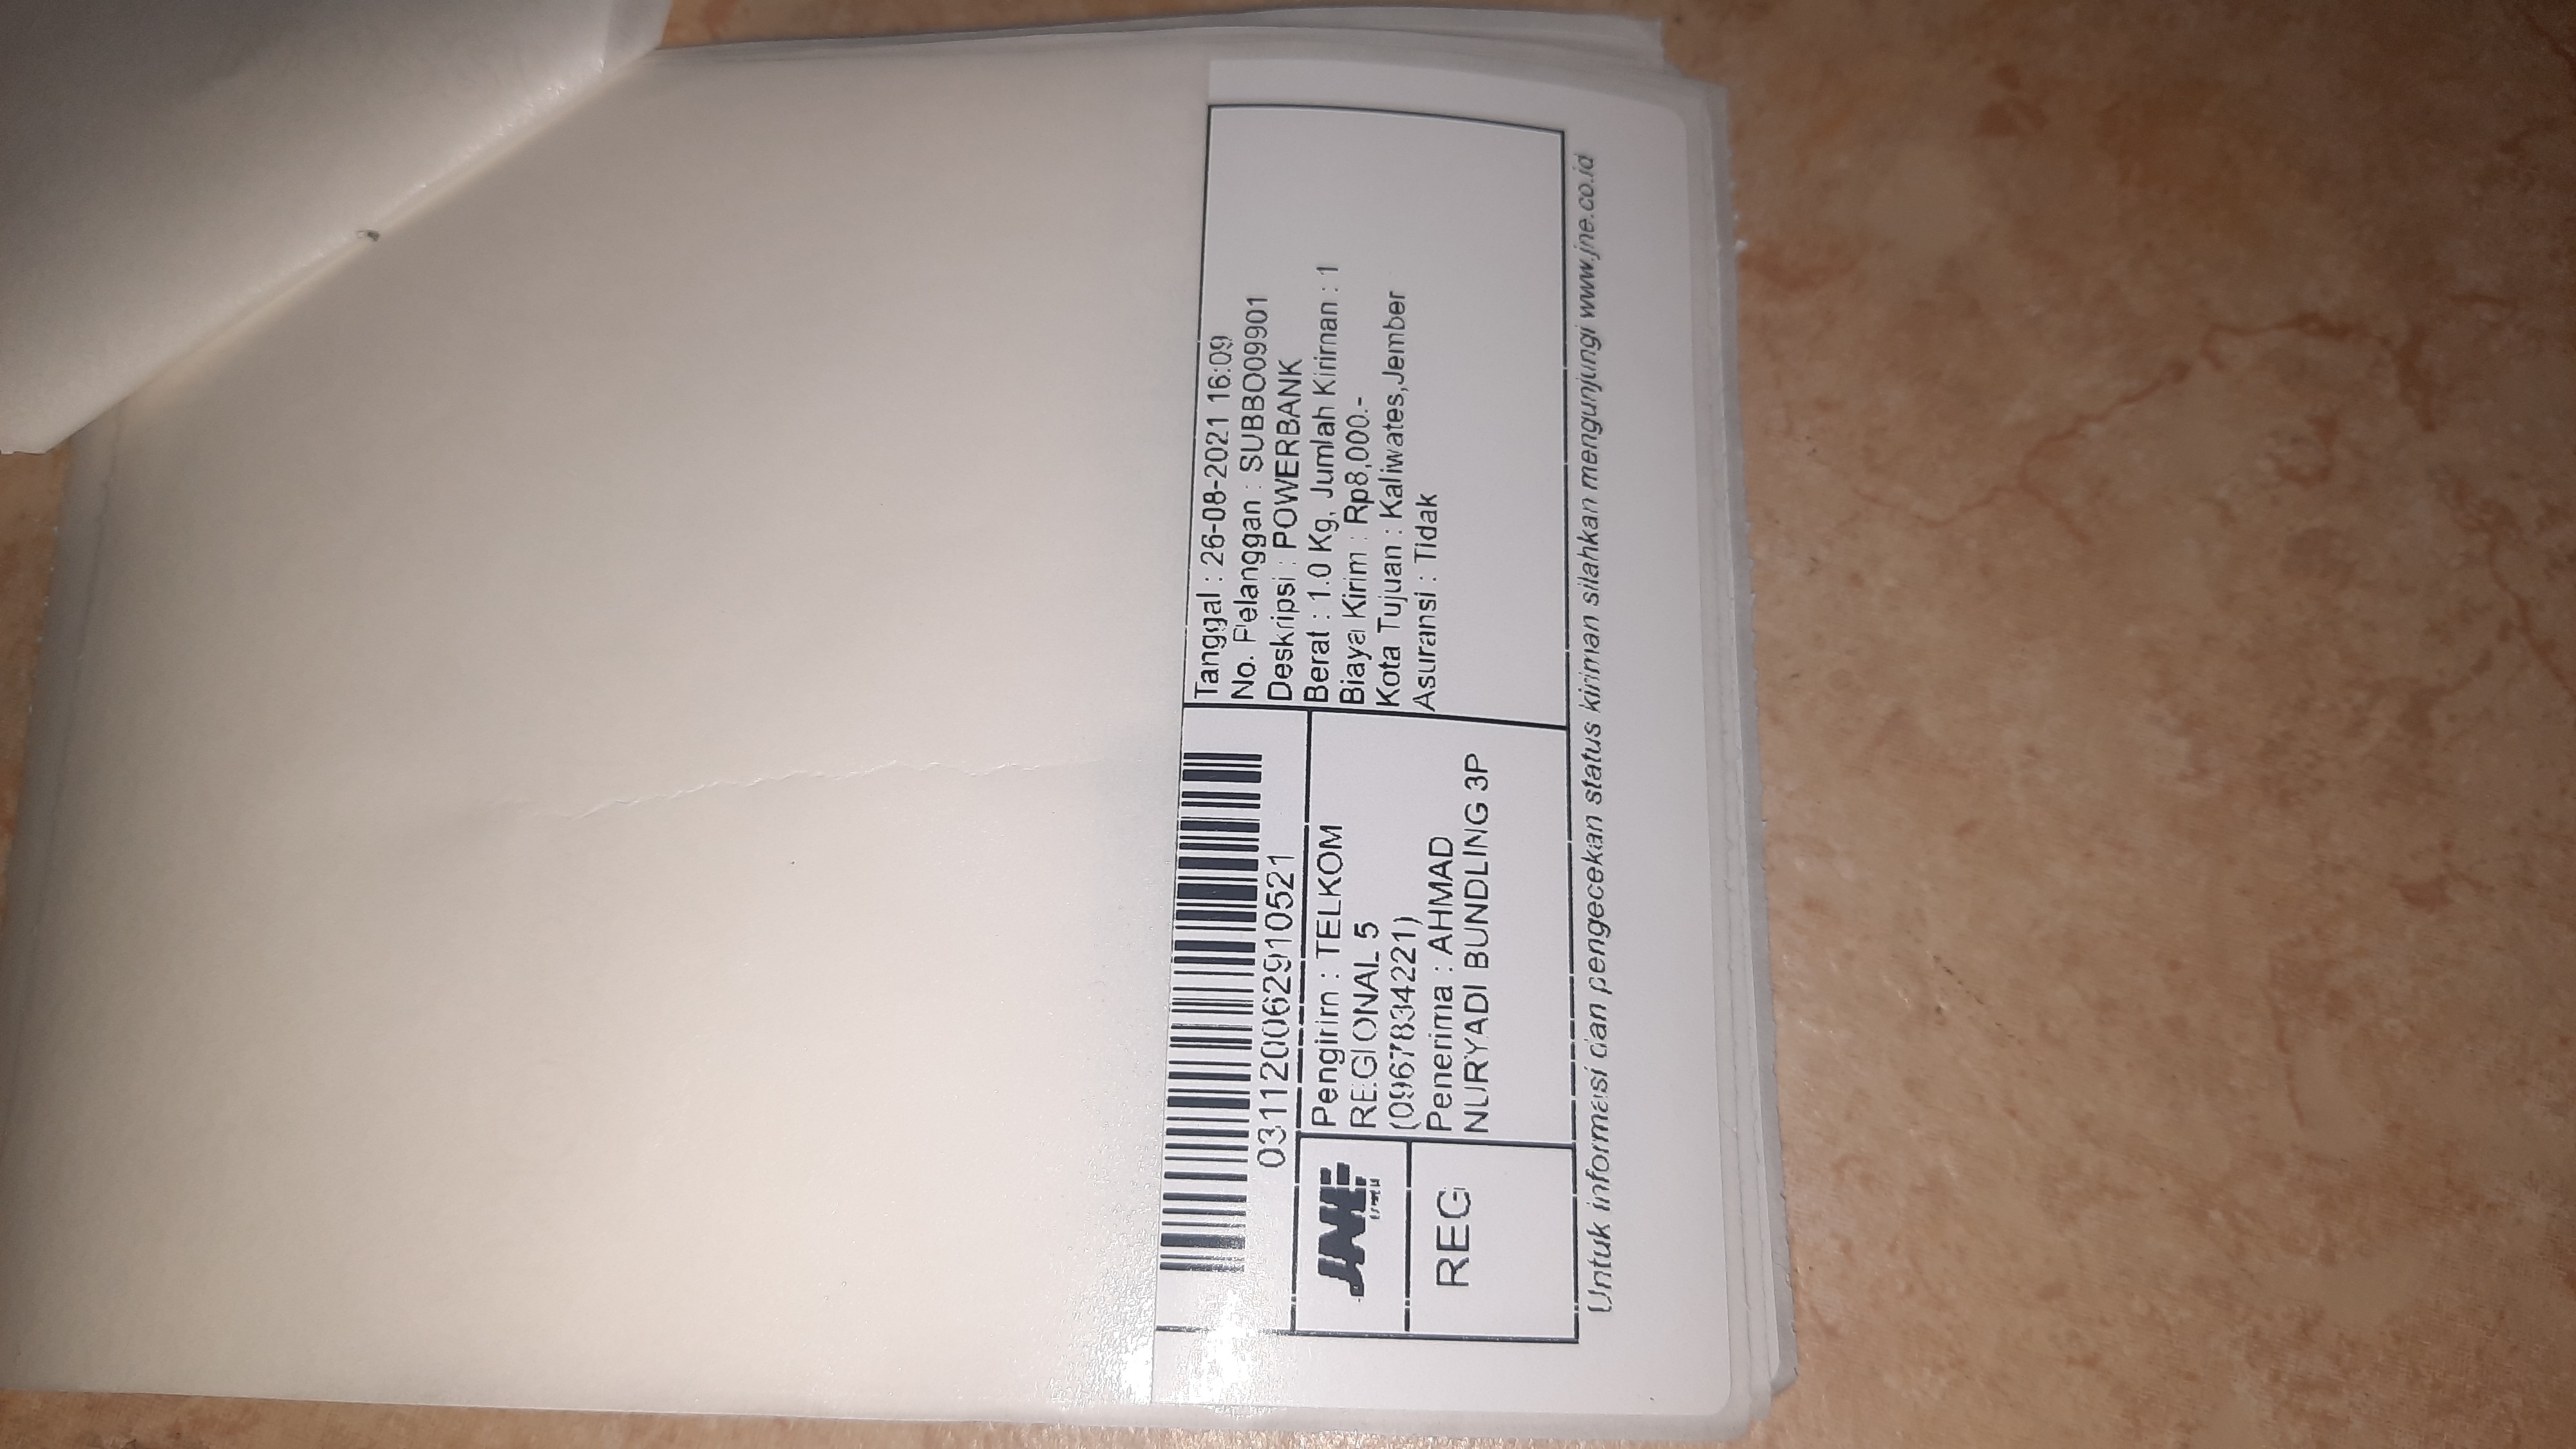 031120062910521
JNE
REG
Pengirim : TELKOM
REGIONAL 5
(0967834221)
Penerima : AHMAD
NURYADI BUNDLING 3P
Tanggal : 26-08-2021 16:09
No. Pelanggan : SUBBO09901
Deskripsi : POWERBANK
Berat : 1.0 Kg, Jumlah Kiriman : 1
Biaya Kirim : Rp8,000.-
Kota Tujuan : Kaliwates,Jember
Asuransi : Tidak
Untuk informasi dan pengecekan status kiriman silahkan mengunjungi www.jne.co.id